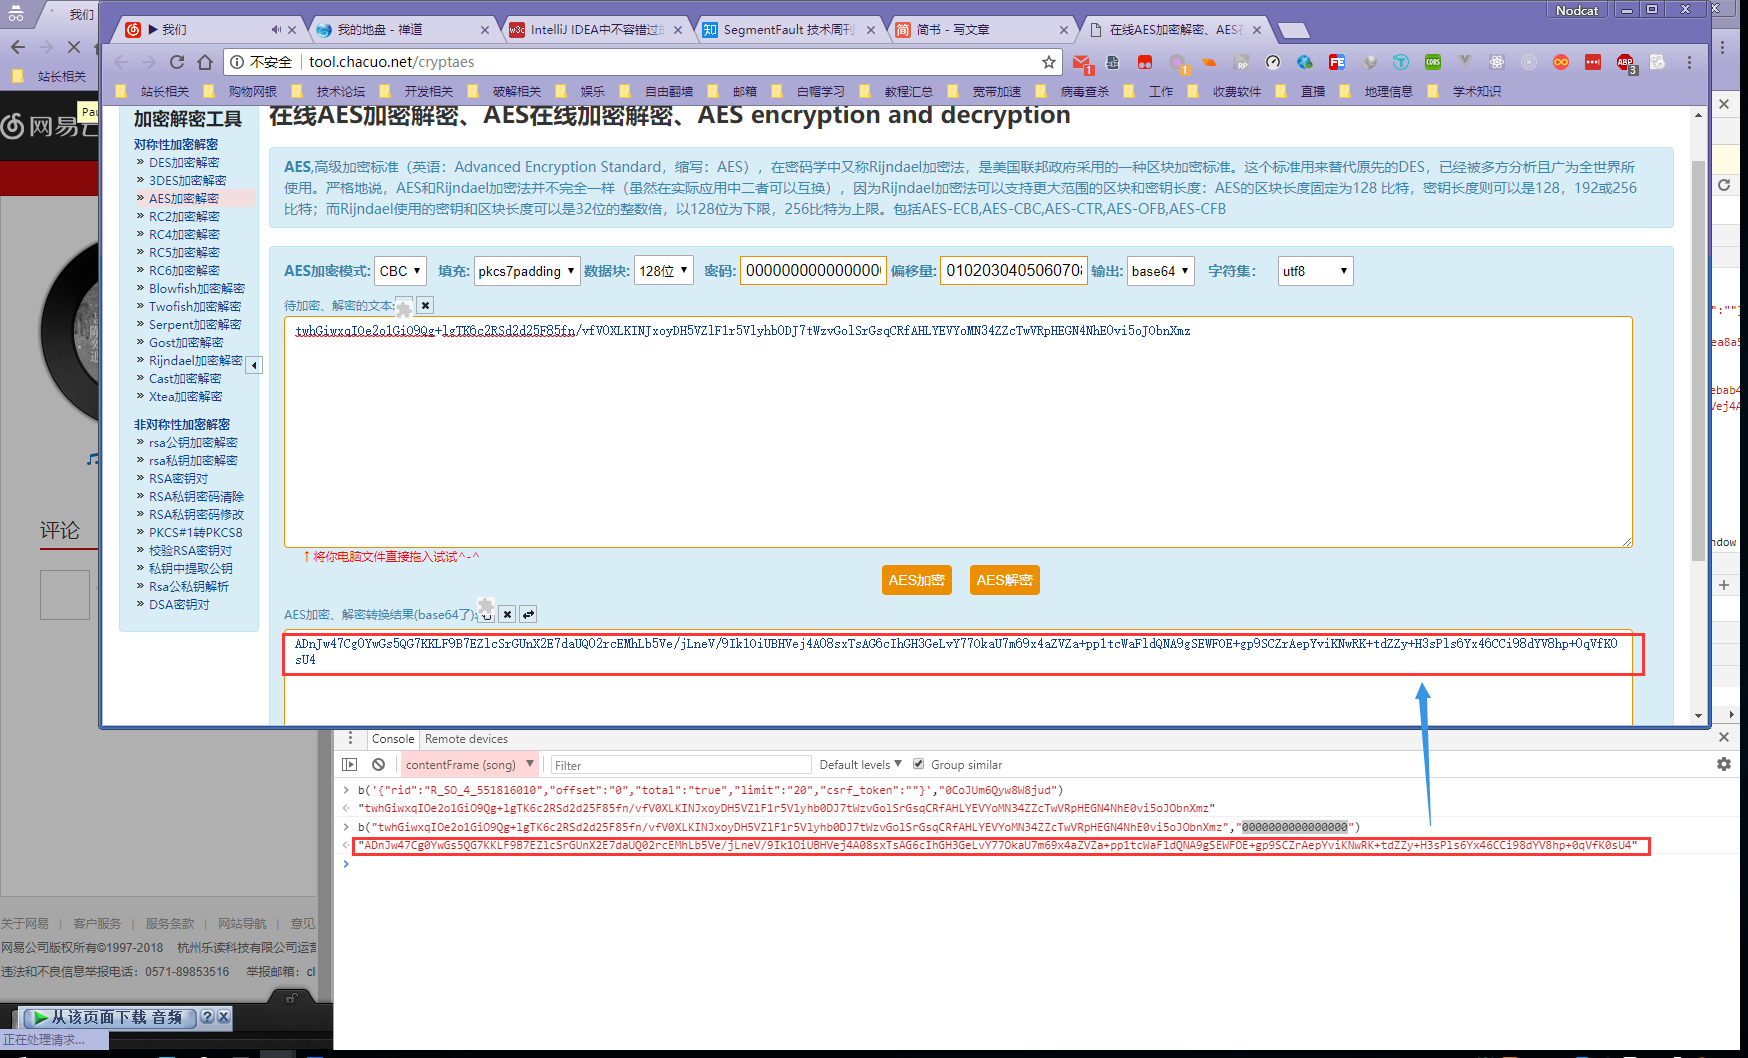 Nodcat
我们
我们
我的地盘 - 禅道
IntelliJ IDEA中不容错过的
SegmentFault 技术周刊
简书 - 写文章
在线AES加密解密、AES在
不安全
tool.chacuo.net/cryptaes
站长相关
站长相关
购物网银
技术论坛
开发相关
破解相关
娱乐
自由翻墙
邮箱
白帽学习
教程汇总
宽带加速
病毒查杀
工作
收费软件
直播
地理信息
学术知识
Pau
网易云
加密解密工具
对称性加密解密
» DES加密解密
» 3DES加密解密
» AES加密解密
» RC2加密解密
» RC4加密解密
» RC5加密解密
» RC6加密解密
» Blowfish加密解密
» Twofish加密解密
» Serpent加密解密
» Gost加密解密
» Rijndael加密解密
» Cast加密解密
» Xtea加密解密
非对称性加密解密
» rsa公钥加密解密
» rsa私钥加密解密
» RSA密钥对
» RSA私钥密码清除
» RSA私钥密码修改
» PKCS#1转PKCS8
» 校验RSA密钥对
» 私钥中提取公钥
» Rsa公私钥解析
» DSA密钥对
在线AES加密解密、AES在线加密解密、AES encryption and decryption
AES,高级加密标准（英语：Advanced Encryption Standard，缩写：AES），在密码学中又称Rijndael加密法，是美国联邦政府采用的一种区块加密标准。这个标准用来替代原先的DES，已经被多方分析且广为全世界所
使用。严格地说，AES和Rijndael加密法并不完全一样（虽然在实际应用中二者可以互换），因为Rijndael加密法可以支持更大范围的区块和密钥长度：AES的区块长度固定为128 比特，密钥长度则可以是128，192或256
比特；而Rijndael使用的密钥和区块长度可以是32位的整数倍，以128位为下限，256比特为上限。包括AES-ECB,AES-CBC,AES-CTR,AES-OFB,AES-CFB
AES加密模式: CBC 填充: pkcs7padding 数据块: 128位 密码: 000000000000000 偏移量: 010203040506070 输出: base64 字符集: utf8
待加密、解密的文本:
twhGiwxqIOe2o1GiO9Qg+lgTK6c2RSd2d25F85fn/vfV0XLKINJxoyDH5VZlF1r5Vlyhb0DJ7tWzvGolSrGsqCRfAHLYEVYoMN34ZZcTwVRpHEGN4NhE0vi5oJObnXmz
↑将你电脑文件直接拖入试试^-^
AES加密
AES解密
AES加密、解密转换结果(base64了):
ADnJw47Cg0YwGs5QG7KKLF9B7EZlcSrGUnX2E7daUQ02rcEMhLb5Ve/jLneV/9Ik1OiUBHVej4A08sxTsAG6cIhGH3GeLvY77OkaU7m69x4aZVZa+pp1tcWaFldQNA9gSEWFOE+gp9SCZrAepYviKNwRK+tdZZy+H3sPls6Yx46CCi98dYV8hp+0qVfK0
sU4
评论
Console
Remote devices
contentFrame (song)
Filter
Default levels
Group similar
b('{"rid":"R_SO_4_551816010","offset":"0","total":"true","limit":"20","csrf_token":""}',"0CoJUm6Qyw8W8jud")
"twhGiwxqIOe2o1GiO9Qg+lgTK6c2RSd2d25F85fn/vfV0XLKINJxoyDH5VZlF1r5Vlyhb0DJ7tWzvGolSrGsqCRfAHLYEVYoMN34ZZcTwVRpHEGN4NhE0vi5oJObnXmz"
b("twhGiwxqIOe2o1GiO9Qg+lgTK6c2RSd2d25F85fn/vfV0XLKINJxoyDH5VZlF1r5Vlyhb0DJ7tWzvGolSrGsqCRfAHLYEVYoMN34ZZcTwVRpHEGN4NhE0vi5oJObnXmz","0000000000000000")
"ADnJw47Cg0YwGs5QG7KKLF9B7EZlcSrGUnX2E7daUQ02rcEMhLb5Ve/jLneV/9Ik1OiUBHVej4A08sxTsAG6cIhGH3GeLvY77OkaU7m69x4aZVZa+pp1tcWaFldQNA9gSEWFOE+gp9SCZrAepYviKNwRK+tdZZy+H3sPls6Yx46CCi98dYV8hp+0qVfK0sU4"
ea8a5
ebab4
Vej4A
ndow
关于网易 | 客户服务 | 服务条款 | 网站导航 | 意见
网易公司版权所有©1997-2018 杭州乐读科技有限公司运营
违法和不良信息举报电话：0571-89853516 举报邮箱：
从该页面下载 音频
正在处理请求...